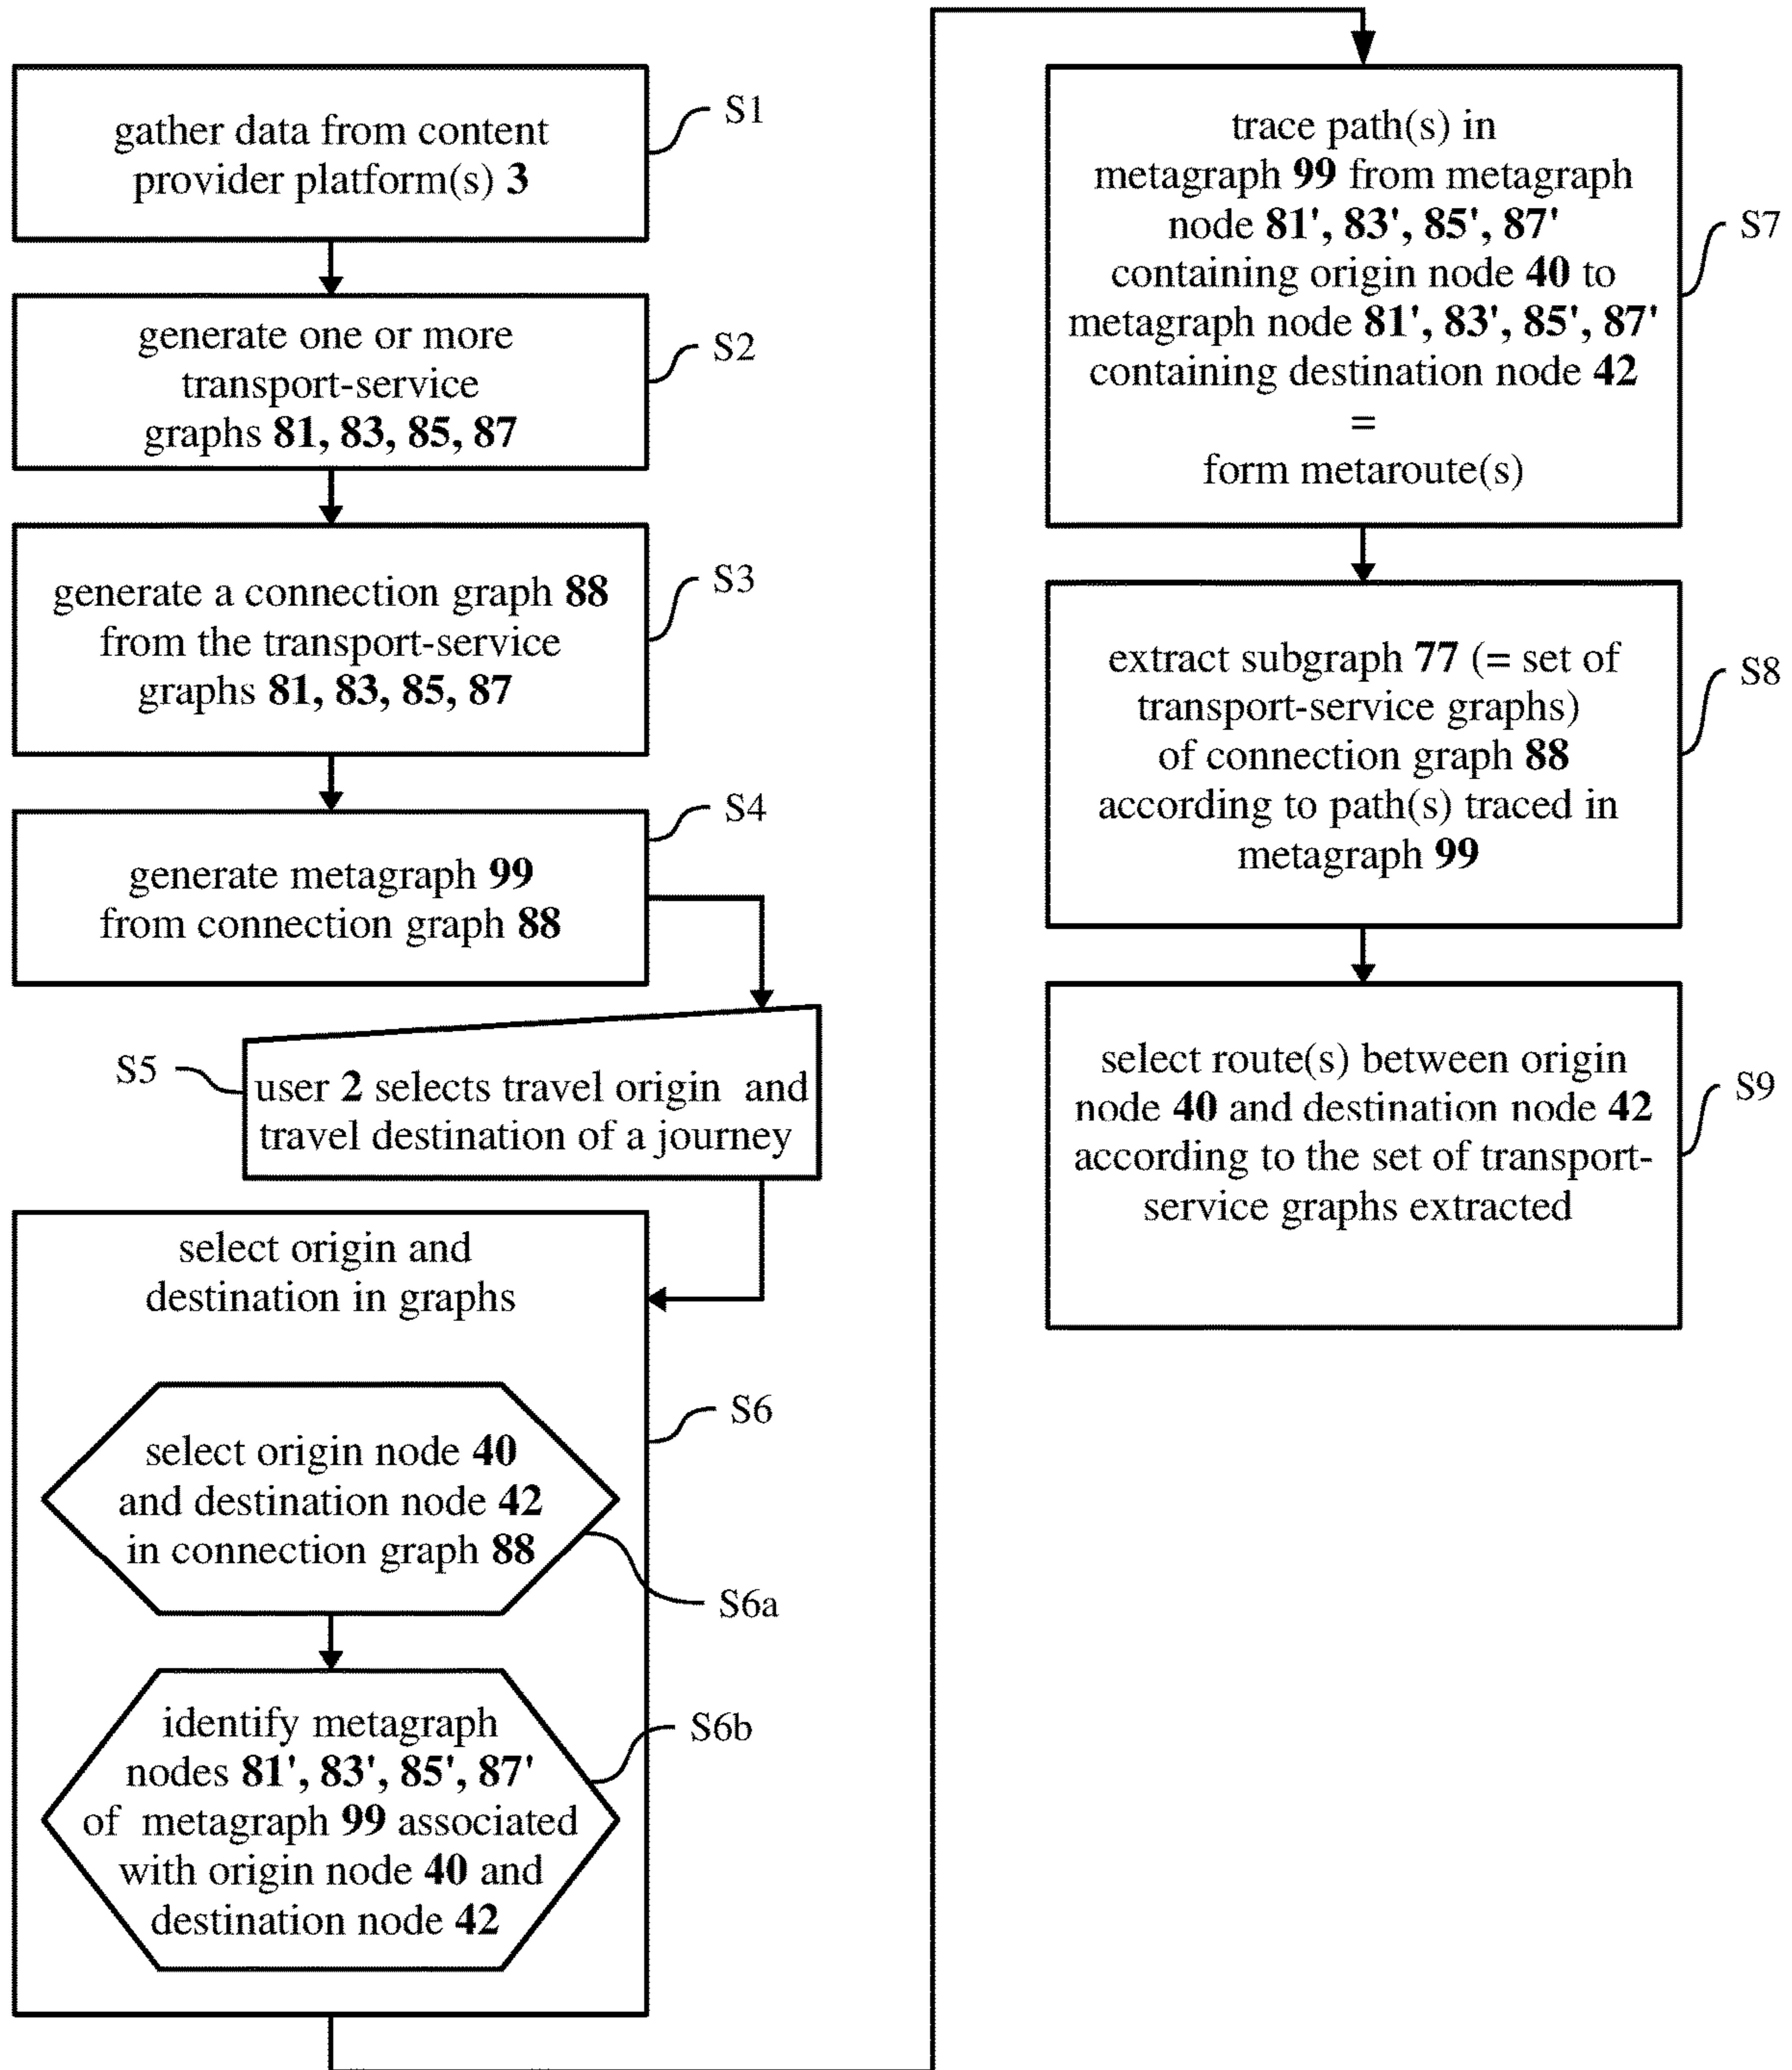 gather data from content
provider platform(s) 3
S1
generate one or more
transport-service
graphs 81, 83, 85, 87
S2
generate a connection graph 88
from the transport-service
graphs 81, 83, 85, 87
S3
generate metagraph 99
from connection graph 88
S4
S5
user 2 selects travel origin and
travel destination of a journey
select origin and
destination in graphs
S6
select origin node 40
and destination node 42
in connection graph 88
S6a
identify metagraph
nodes 81', 83', 85', 87'
of metagraph 99 associated
with origin node 40 and
destination node 42
S6b
trace path(s) in
metagraph 99 from metagraph
node 81', 83', 85', 87'
containing origin node 40 to
metagraph node 81', 83', 85', 87'
containing destination node 42
=
form metaroute(s)
S7
extract subgraph 77 (= set of
transport-service graphs)
of connection graph 88
according to path(s) traced in
metagraph 99
S8
select route(s) between origin
node 40 and destination node 42
according to the set of transport-
service graphs extracted
S9